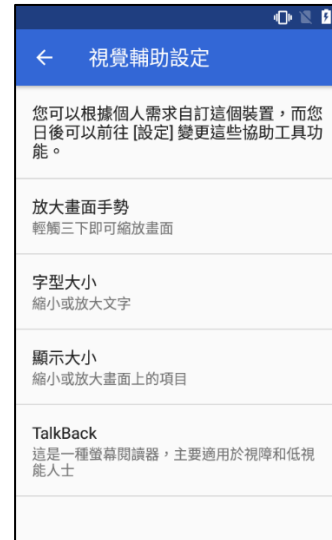 視覺輔助設定
您可以根據個人需求自訂這個裝置，而您
日後可以前往 [設定] 變更這些協助工具功
能。
放大畫面手勢
輕觸三下即可縮放畫面
字型大小
縮小或放大文字
顯示大小
縮小或放大畫面上的項目
TalkBack
這是一種螢幕閱讀器，主要適用於視障和低視
能人士